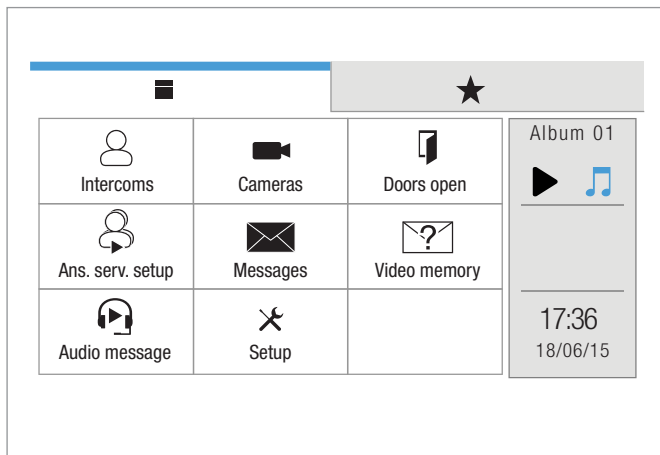 Album 01
Intercoms
Cameras
Doors open
Ans. serv. setup
Messages
Video memory
Audio message
Setup
17:36
18/06/15